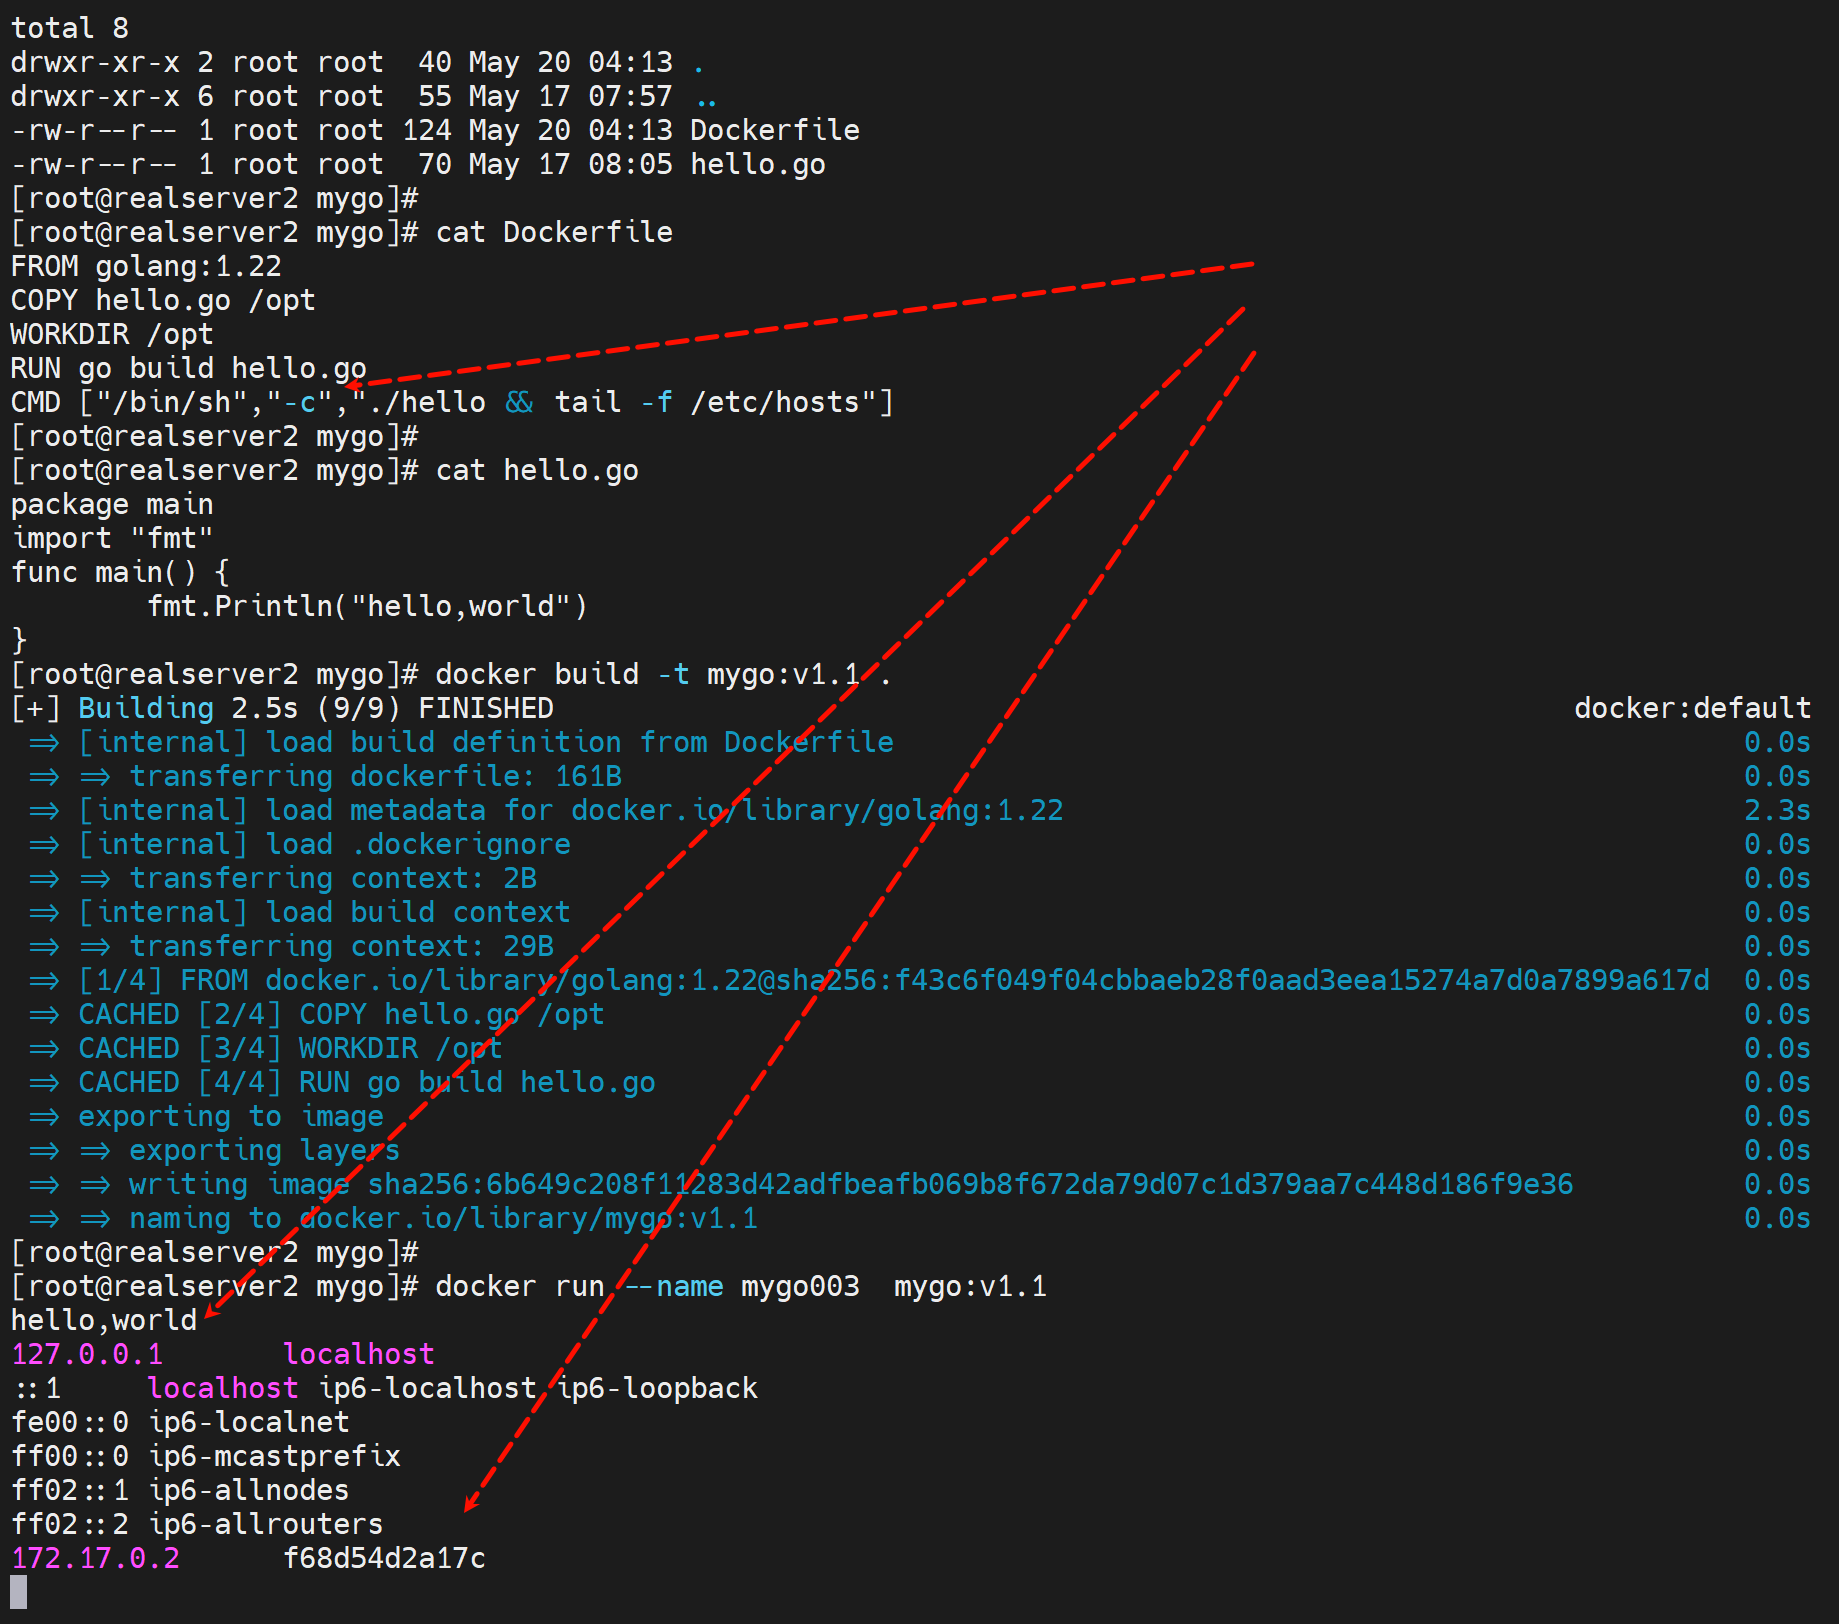 total 8
drwxr-xr-x 2 root root  40 May 20 04:13 .
drwxr-xr-x 6 root root  55 May 17 07:57 ..
-rw-r--r-- 1 root root 124 May 20 04:13 Dockerfile
-rw-r--r-- 1 root root  70 May 17 08:05 hello.go
[root@realserver2 mygo]#
[root@realserver2 mygo]# cat Dockerfile
FROM golang:1.22
COPY hello.go /opt
WORKDIR /opt
RUN go build hello.go
CMD ["/bin/sh","-c","./hello && tail -f /etc/hosts"]
[root@realserver2 mygo]#
[root@realserver2 mygo]# cat hello.go
package main
import "fmt"
func main() {
        fmt.Println("hello,world")
}
[root@realserver2 mygo]# docker build -t mygo:v1.1 .
[+] Building 2.5s (9/9) FINISHED docker:default
 => [internal] load build definition from Dockerfile 0.0s
 => => transferring dockerfile: 161B 0.0s
 => [internal] load metadata for docker.io/library/golang:1.22 2.3s
 => [internal] load .dockerignore 0.0s
 => => transferring context: 2B 0.0s
 => [internal] load build context 0.0s
 => => transferring context: 29B 0.0s
 => [1/4] FROM docker.io/library/golang:1.22@sha256:f43c6f049f04cbbaeb28f0aad3eea15274a7d0a7899a617d 0.0s
 => CACHED [2/4] COPY hello.go /opt 0.0s
 => CACHED [3/4] WORKDIR /opt 0.0s
 => CACHED [4/4] RUN go build hello.go 0.0s
 => exporting to image 0.0s
 => => exporting layers 0.0s
 => => writing image sha256:6b649c208f11283d42adfbeafb069b8f672da79d07c1d379aa7c448d186f9e36 0.0s
 => => naming to docker.io/library/mygo:v1.1 0.0s
[root@realserver2 mygo]#
[root@realserver2 mygo]# docker run --name mygo003  mygo:v1.1
hello,world
127.0.0.1       localhost
::1     localhost ip6-localhost ip6-loopback
fe00::0 ip6-localnet
ff00::0 ip6-mcastprefix
ff02::1 ip6-allnodes
ff02::2 ip6-allrouters
172.17.0.2      f68d54d2a17c